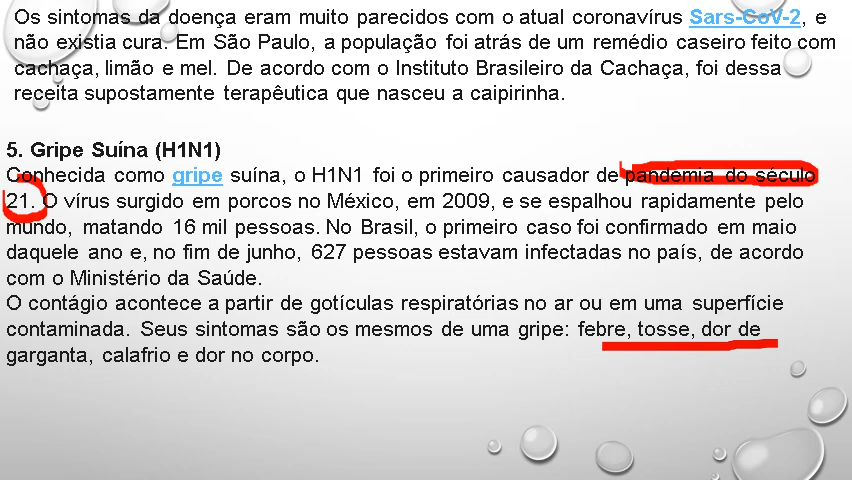 Os sintomas da doença eram muito parecidos com o atual coronavírus Sars-CoV-2, e
não existia cura. Em São Paulo, a população foi atrás de um remédio caseiro feito com
cachaça, limão e mel. De acordo com o Instituto Brasileiro da Cachaça, foi dessa
receita supostamente terapêutica que nasceu a caipirinha.
5. Gripe Suína (H1N1)
Conhecida como gripe suína, o H1N1 foi o primeiro causador de pandemia do século
21. O vírus surgido em porcos no México, em 2009, e se espalhou rapidamente pelo
mundo, matando 16 mil pessoas. No Brasil, o primeiro caso foi confirmado em maio
daquele ano e, no fim de junho, 627 pessoas estavam infectadas no país, de acordo
com o Ministério da Saúde.
O contágio acontece a partir de gotículas respiratórias no ar ou em uma superfície
contaminada. Seus sintomas são os mesmos de uma gripe: febre, tosse, dor de
garganta, calafrio e dor no corpo.